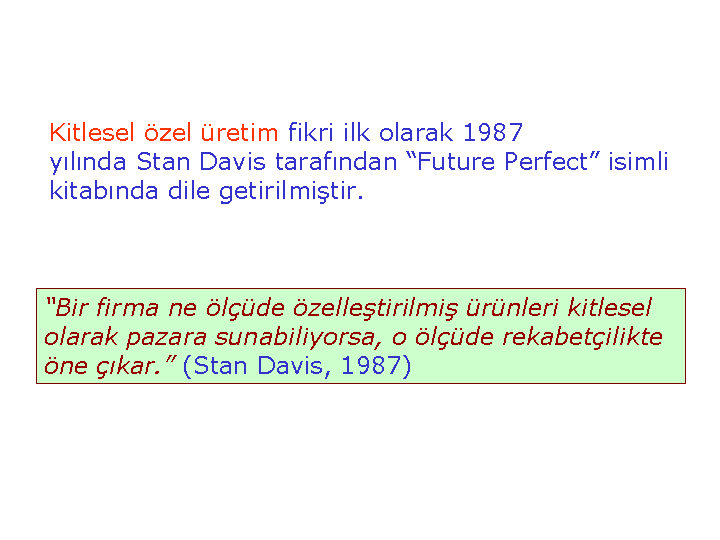 Kitlesel özel üretim fikri ilk olarak 1987
yılında Stan Davis tarafından “Future Perfect” isimli
kitabında dile getirilmiştir.
“Bir firma ne ölçüde özelleştirilmiş ürünleri kitlesel
olarak pazara sunabiliyorsa, o ölçüde rekabetçilikte
öne çıkar.” (Stan Davis, 1987)